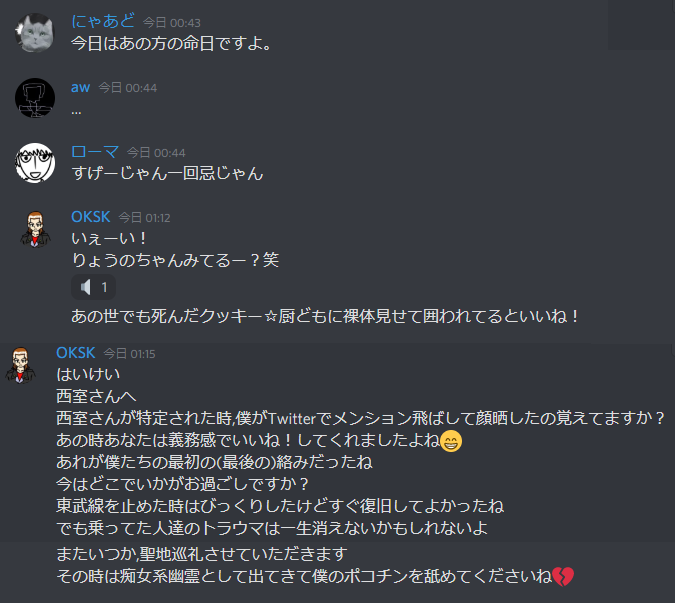 にゃあど 今日 00:43
今日はあの方の命日ですよ。
aw 今日 00:44
...
ローマ 今日 00:44
すげーじゃん一回忌じゃん
OKSK 今日 01:12
いぇーい！
りょうのちゃんみてるー？笑
1
あの世でも死んだクッキー☆厨どもに裸体見せて囲われてるといいね！
OKSK 今日 01:15
はいけい
西室さんへ
西室さんが特定された時,僕がTwitterでメンション飛ばして顔晒したの覚えてますか？
あの時あなたは義務感でいいね！してくれましたよね😁
あれが僕たちの最初の(最後の)絡みだったね
今はどこでいかがお過ごしですか？
東武線を止めた時はびっくりしたけどすぐ復旧してよかったね
でも乗ってた人達のトラウマは一生消えないかもしれないよ
またいつか,聖地巡礼させていただきます
その時は痴女系幽霊として出てきて僕のポコチンを舐めてくださいね💔